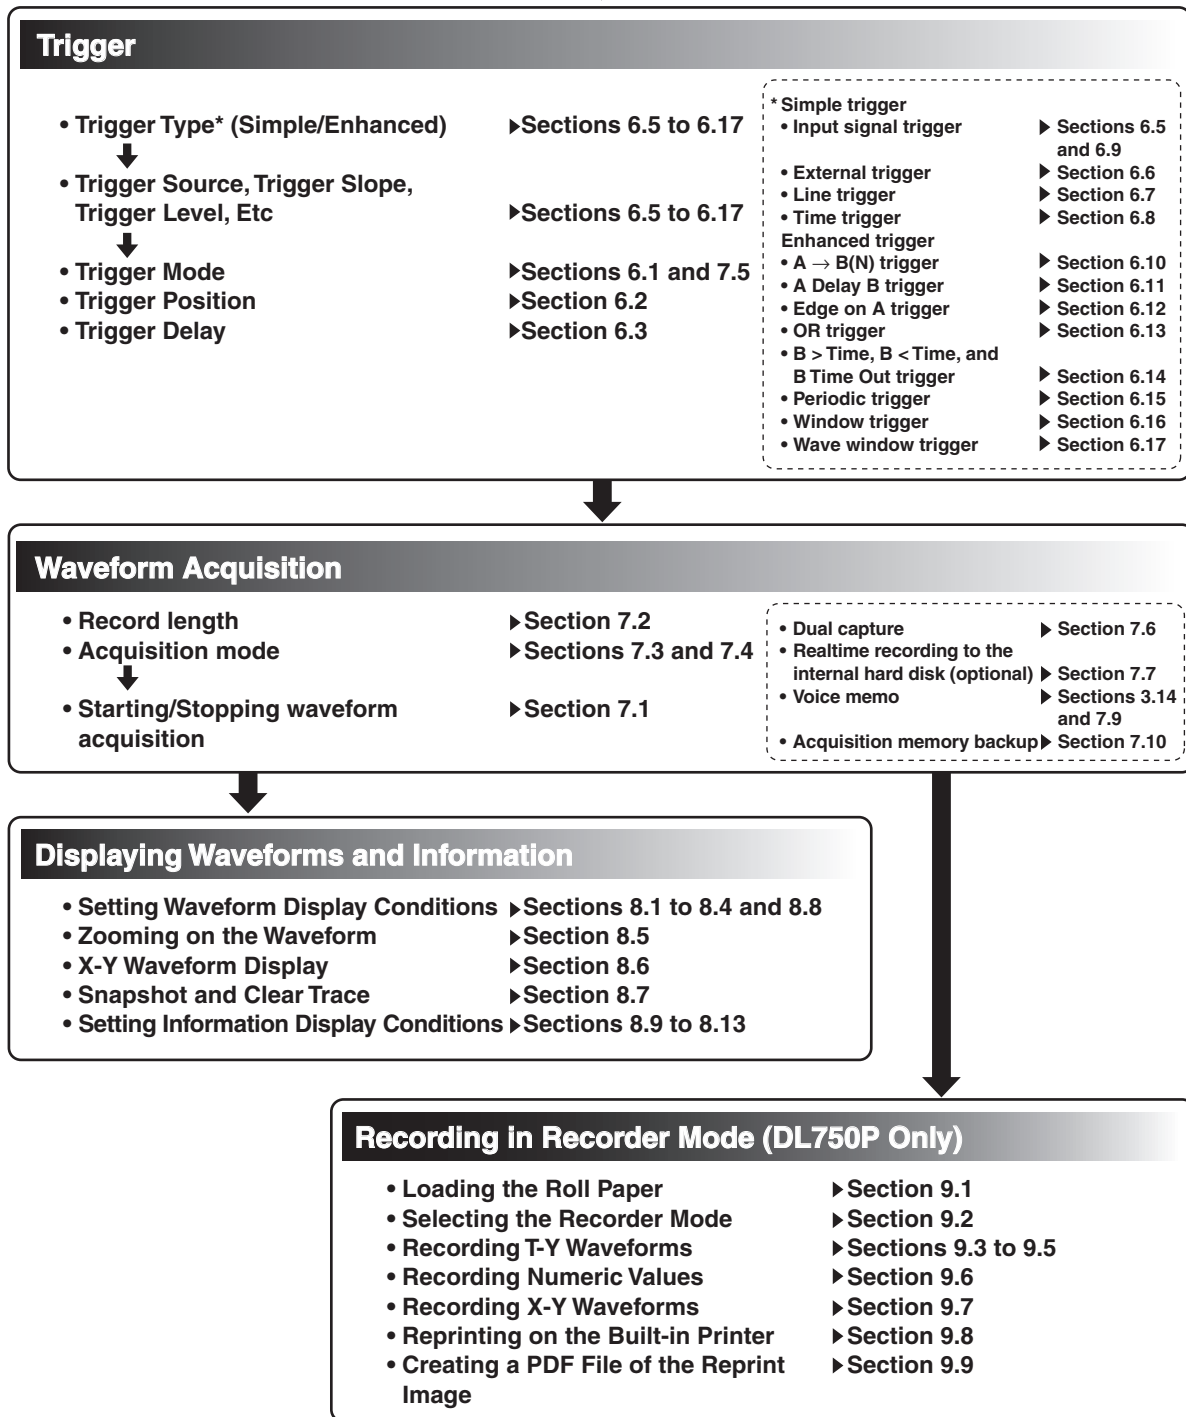 Trigger
• Trigger Type* (Simple/Enhanced) ▶Sections 6.5 to 6.17
• Trigger Source, Trigger Slope,
Trigger Level, Etc ▶Sections 6.5 to 6.17
• Trigger Mode ▶Sections 6.1 and 7.5
• Trigger Position ▶Section 6.2
• Trigger Delay ▶Section 6.3
* Simple trigger
• Input signal trigger ▶ Sections 6.5
and 6.9
• External trigger ▶ Section 6.6
• Line trigger ▶ Section 6.7
• Time trigger ▶ Section 6.8
Enhanced trigger
• A → B(N) trigger ▶ Section 6.10
• A Delay B trigger ▶ Section 6.11
• Edge on A trigger ▶ Section 6.12
• OR trigger ▶ Section 6.13
• B > Time, B < Time, and
B Time Out trigger ▶ Section 6.14
• Periodic trigger ▶ Section 6.15
• Window trigger ▶ Section 6.16
• Wave window trigger ▶ Section 6.17
Waveform Acquisition
• Record length ▶Section 7.2
• Acquisition mode ▶Sections 7.3 and 7.4
• Starting/Stopping waveform ▶Section 7.1
acquisition
• Dual capture ▶ Section 7.6
• Realtime recording to the
internal hard disk (optional) ▶ Section 7.7
• Voice memo ▶ Sections 3.14
and 7.9
• Acquisition memory backup ▶ Section 7.10
Displaying Waveforms and Information
• Setting Waveform Display Conditions ▶Sections 8.1 to 8.4 and 8.8
• Zooming on the Waveform ▶Section 8.5
• X-Y Waveform Display ▶Section 8.6
• Snapshot and Clear Trace ▶Section 8.7
• Setting Information Display Conditions ▶Sections 8.9 to 8.13
Recording in Recorder Mode (DL750P Only)
• Loading the Roll Paper ▶Section 9.1
• Selecting the Recorder Mode ▶Section 9.2
• Recording T-Y Waveforms ▶Sections 9.3 to 9.5
• Recording Numeric Values ▶Section 9.6
• Recording X-Y Waveforms ▶Section 9.7
• Reprinting on the Built-in Printer ▶Section 9.8
• Creating a PDF File of the Reprint ▶Section 9.9
Image